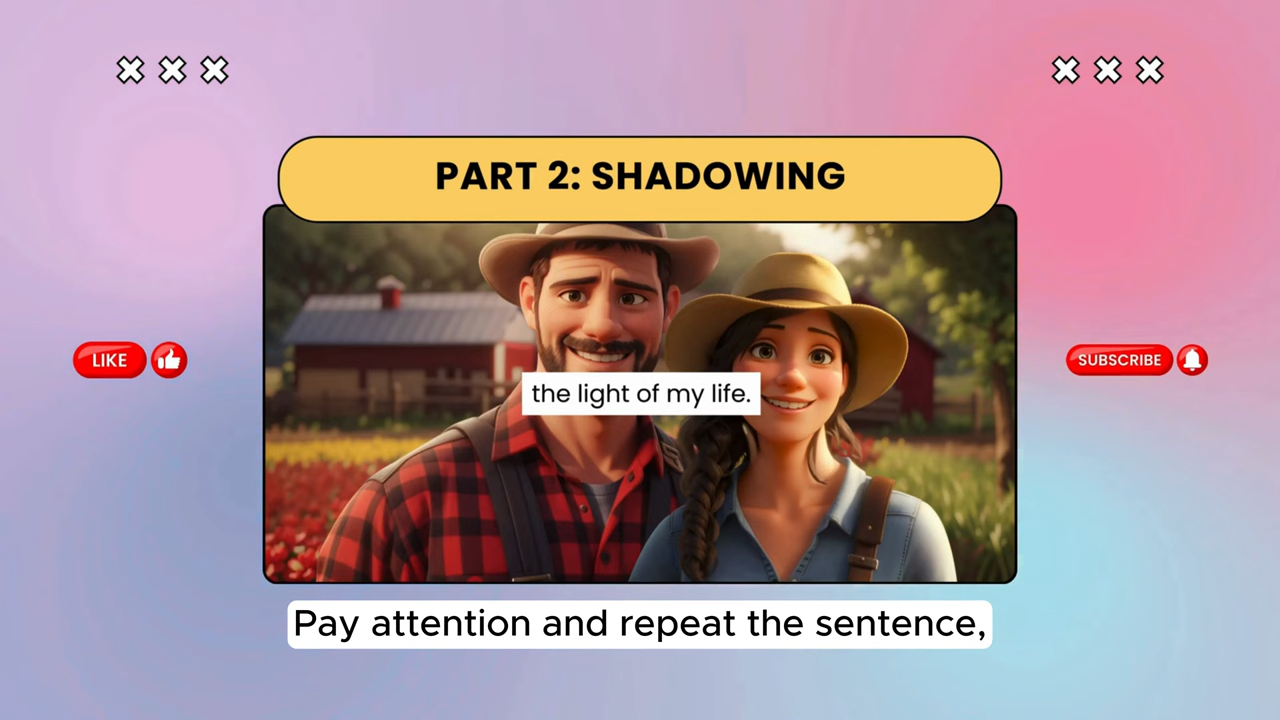 PART 2: SHADOWING
the light of my life.
LIKE
SUBSCRIBE
Pay attention and repeat the sentence,